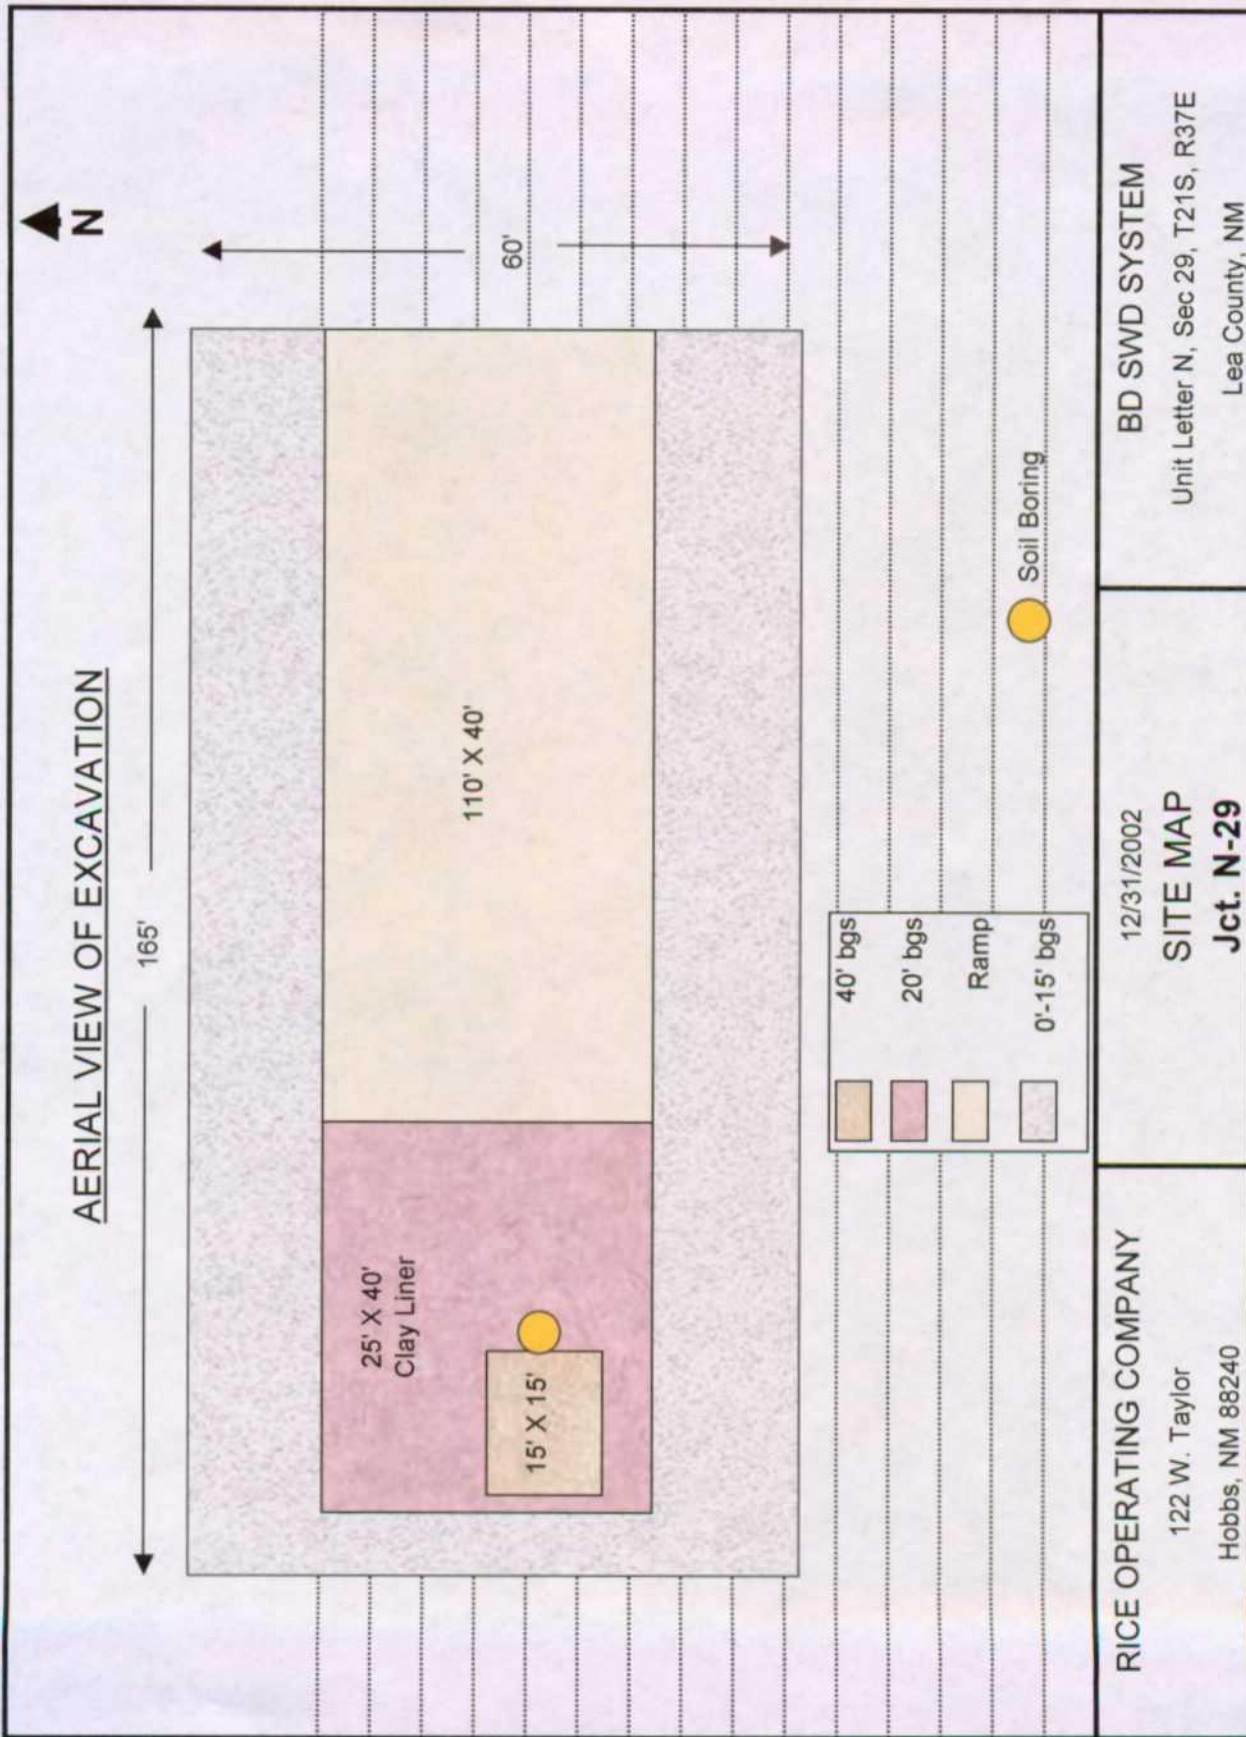 AERIAL VIEW OF EXCAVATION
N
165'
60'
25' X 40'
Clay Liner
110' X 40'
15' X 15'
40' bgs
20' bgs
Ramp
0'-15' bgs
Soil Boring
RICE OPERATING COMPANY
122 W. Taylor
Hobbs, NM 88240
12/31/2002
SITE MAP
Jct. N-29
BD SWD SYSTEM
Unit Letter N, Sec 29, T21S, R37E
Lea County, NM